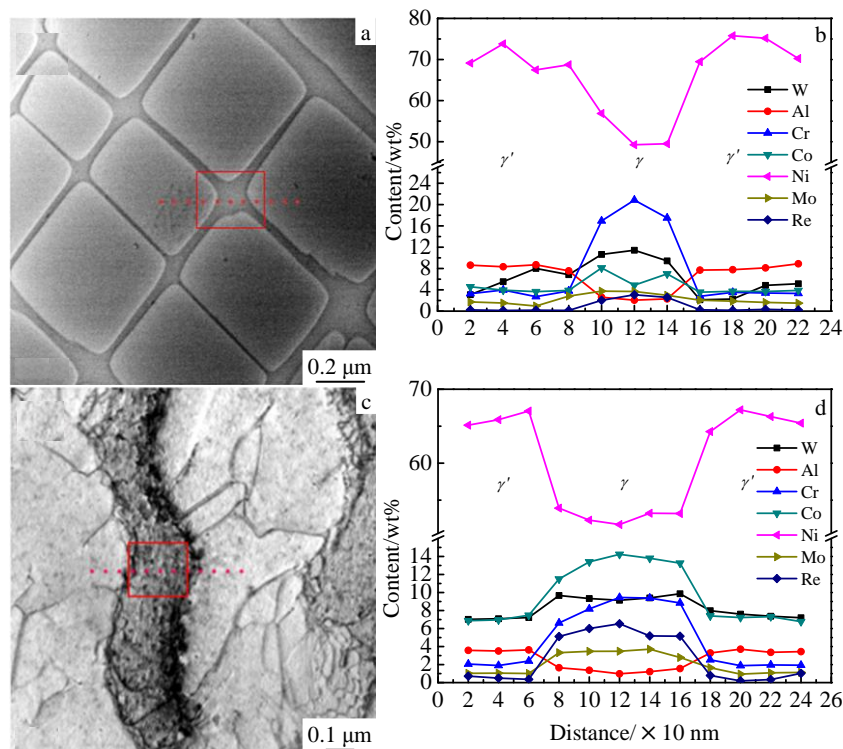 a
0.2 μm
b
80
70
60
50
24
20
16
12
8
4
0
Content/wt%
γ′ γ γ′
W
Al
Cr
Co
Ni
Mo
Re
2 4 6 8 10 12 14 16 18 20 22 24
c
0.1 μm
d
70
60
14
12
10
8
6
4
2
0
Content/wt%
γ′ γ γ′
W
Al
Cr
Co
Ni
Mo
Re
0 2 4 6 8 10 12 14 16 18 20 22 24 26
Distance/ × 10 nm